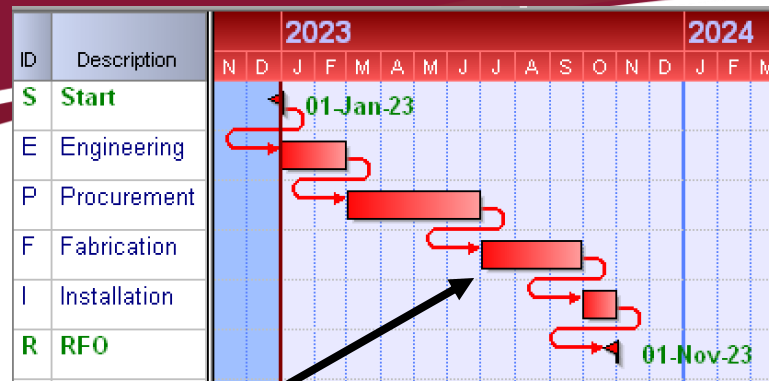 2023 2024
ID Description N D J F M A M J J A S O N D J F M
S Start 01-Jan-23
E Engineering
P Procurement
F Fabrication
I Installation
R RFO 01-Nov-23